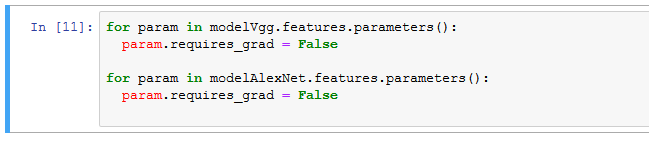 In [11]: for param in modelVgg.features.parameters():
  param.requires_grad = False

for param in modelAlexNet.features.parameters():
  param.requires_grad = False